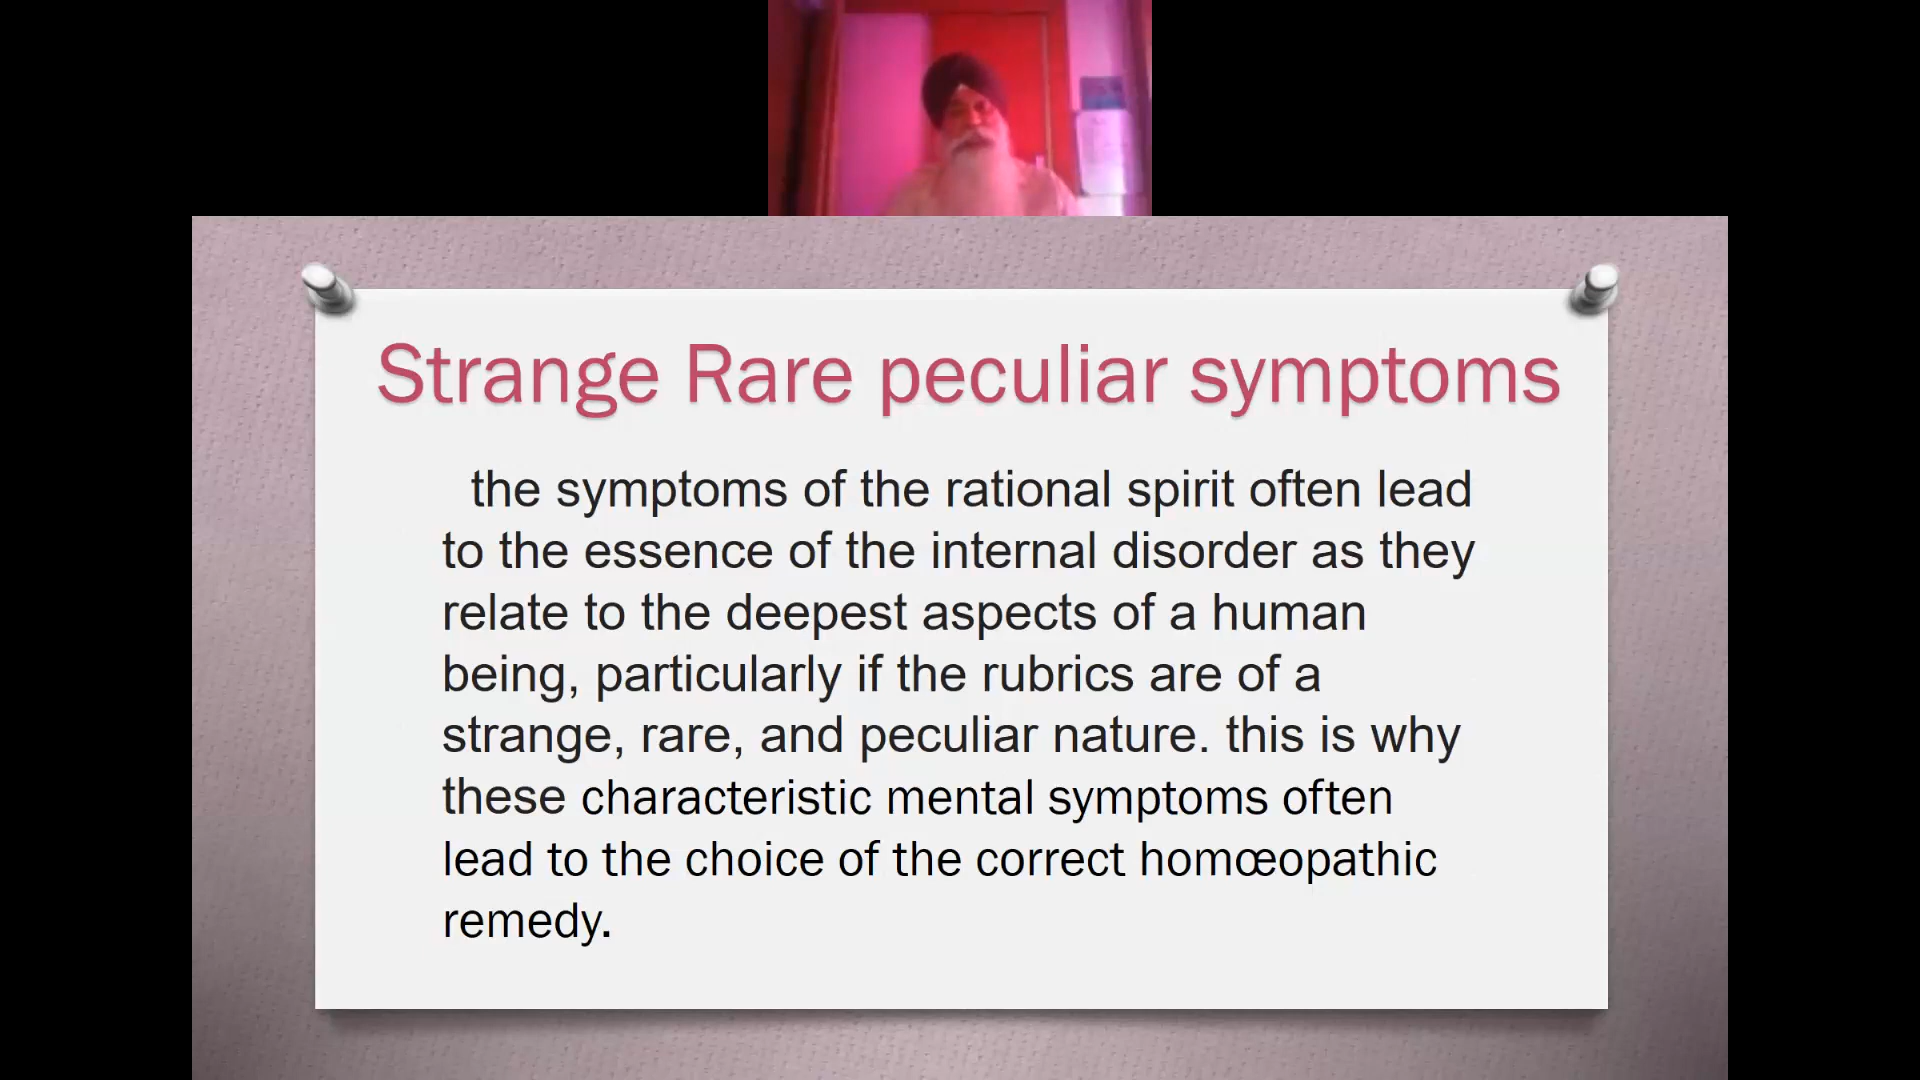 Strange Rare peculiar symptoms
the symptoms of the rational spirit often lead
to the essence of the internal disorder as they
relate to the deepest aspects of a human
being, particularly if the rubrics are of a
strange, rare, and peculiar nature. this is why
these characteristic mental symptoms often
lead to the choice of the correct homœopathic
remedy.